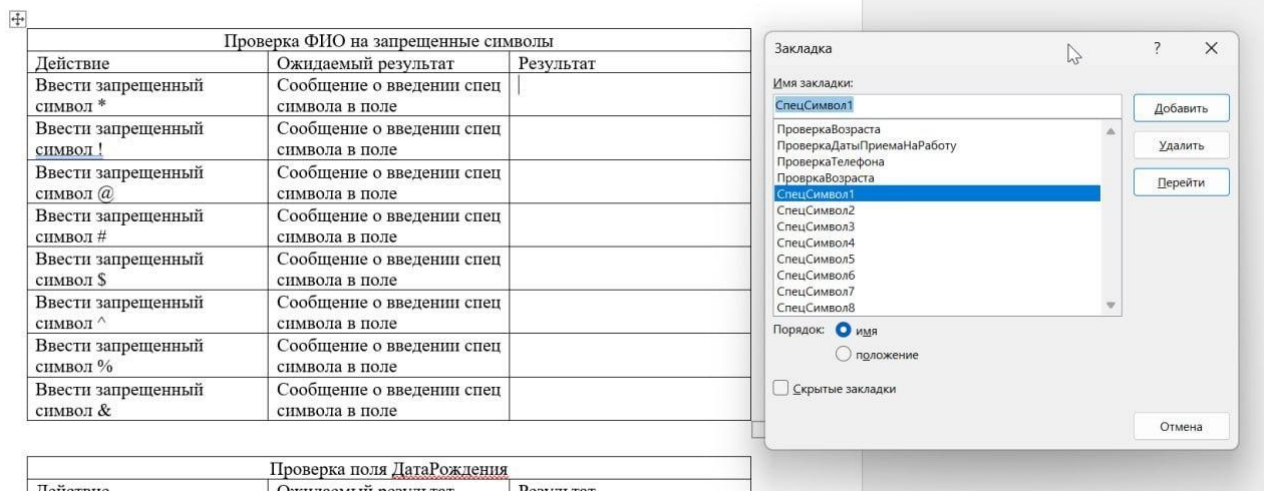 Проверка ФИО на запрещенные символы
Действие Ожидаемый результат Результат
Ввести запрещенный Сообщение о введении спец
символ * символа в поле
Ввести запрещенный Сообщение о введении спец
символ ! символа в поле
Ввести запрещенный Сообщение о введении спец
символ @ символа в поле
Ввести запрещенный Сообщение о введении спец
символ # символа в поле
Ввести запрещенный Сообщение о введении спец
символ $ символа в поле
Ввести запрещенный Сообщение о введении спец
символ ^ символа в поле
Ввести запрещенный Сообщение о введении спец
символ % символа в поле
Ввести запрещенный Сообщение о введении спец
символ & символа в поле
Проверка поля ДатаРождения
Действие Ожидаемый результат Результат
Закладка ?
Имя закладки:
СпецСимвол1 Добавить
ПроверкаВозраста
ПроверкаДатыПриемаНаРаботу Удалить
ПроверкаТелефона
ПровркаВозраста Перейти
СпецСимвол1
СпецСимвол2
СпецСимвол3
СпецСимвол4
СпецСимвол5
СпецСимвол6
СпецСимвол7
СпецСимвол8
Порядок: имя
положение
Скрытые закладки
Отмена